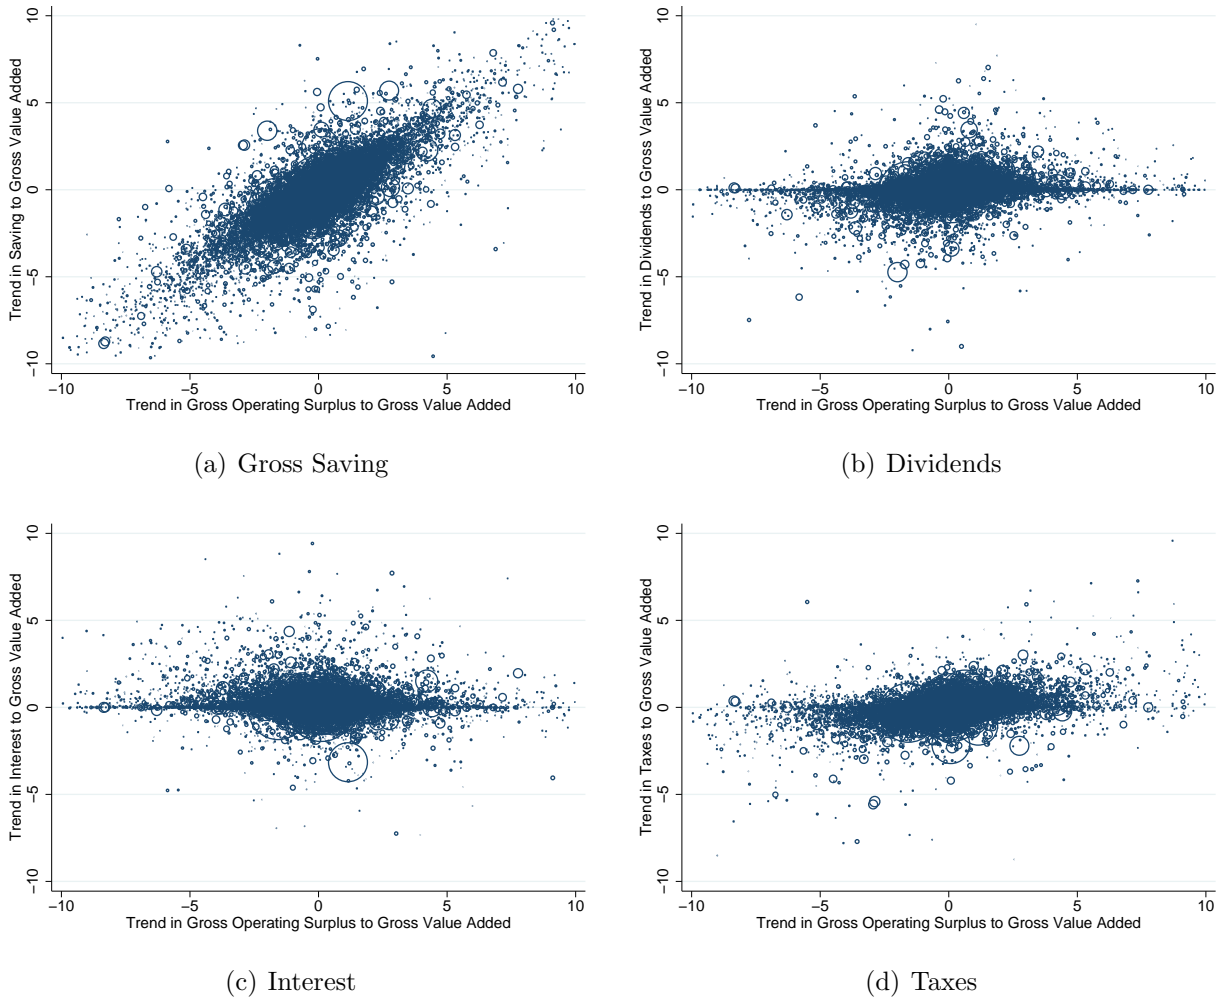 10
5
0
−5
−10
Trend in Saving to Gross Value Added
−10 −5 0 5 10
Trend in Gross Operating Surplus to Gross Value Added
(a) Gross Saving
10
5
0
−5
−10
Trend in Dividends to Gross Value Added
−10 −5 0 5 10
Trend in Gross Operating Surplus to Gross Value Added
(b) Dividends
10
5
0
−5
−10
Trend in Interest to Gross Value Added
−10 −5 0 5 10
Trend in Gross Operating Surplus to Gross Value Added
(c) Interest
10
5
0
−5
−10
Trend in Taxes to Gross Value Added
−10 −5 0 5 10
Trend in Gross Operating Surplus to Gross Value Added
(d) Taxes